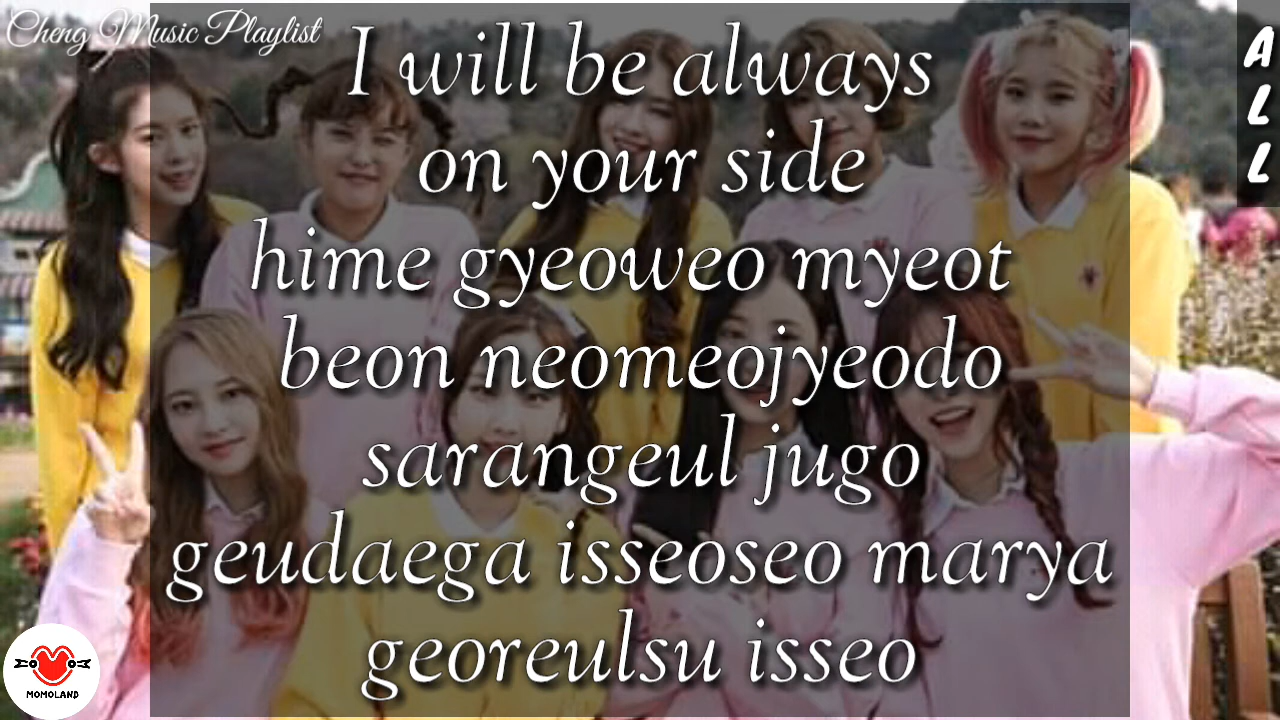 Cheng Music Playlist
I will be always
on your side
hime gyeoweo myeot
beon neomeojyeodo
sarangeul jugo
geudaega isseoseo marya
georeulsu isseo
A
L
L
MOMOLAND